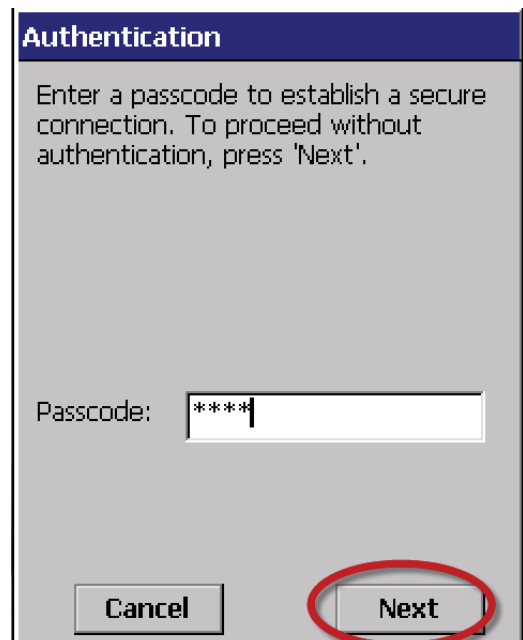 Authentication
Enter a passcode to establish a secure
connection. To proceed without
authentication, press 'Next'.
Passcode: ****
Cancel Next